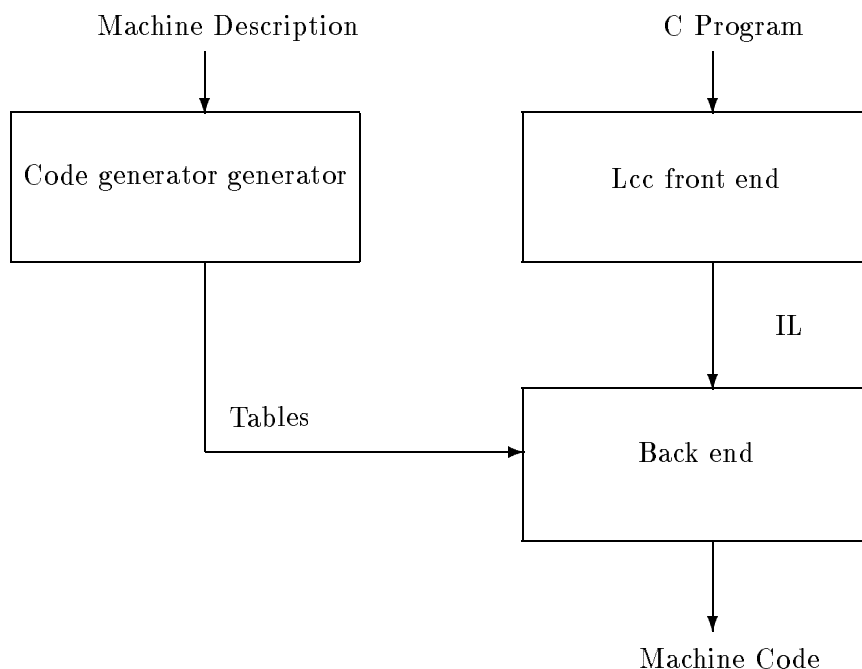 Machine Description
C Program
Code generator generator
Lcc front end
IL
Tables
Back end
Machine Code